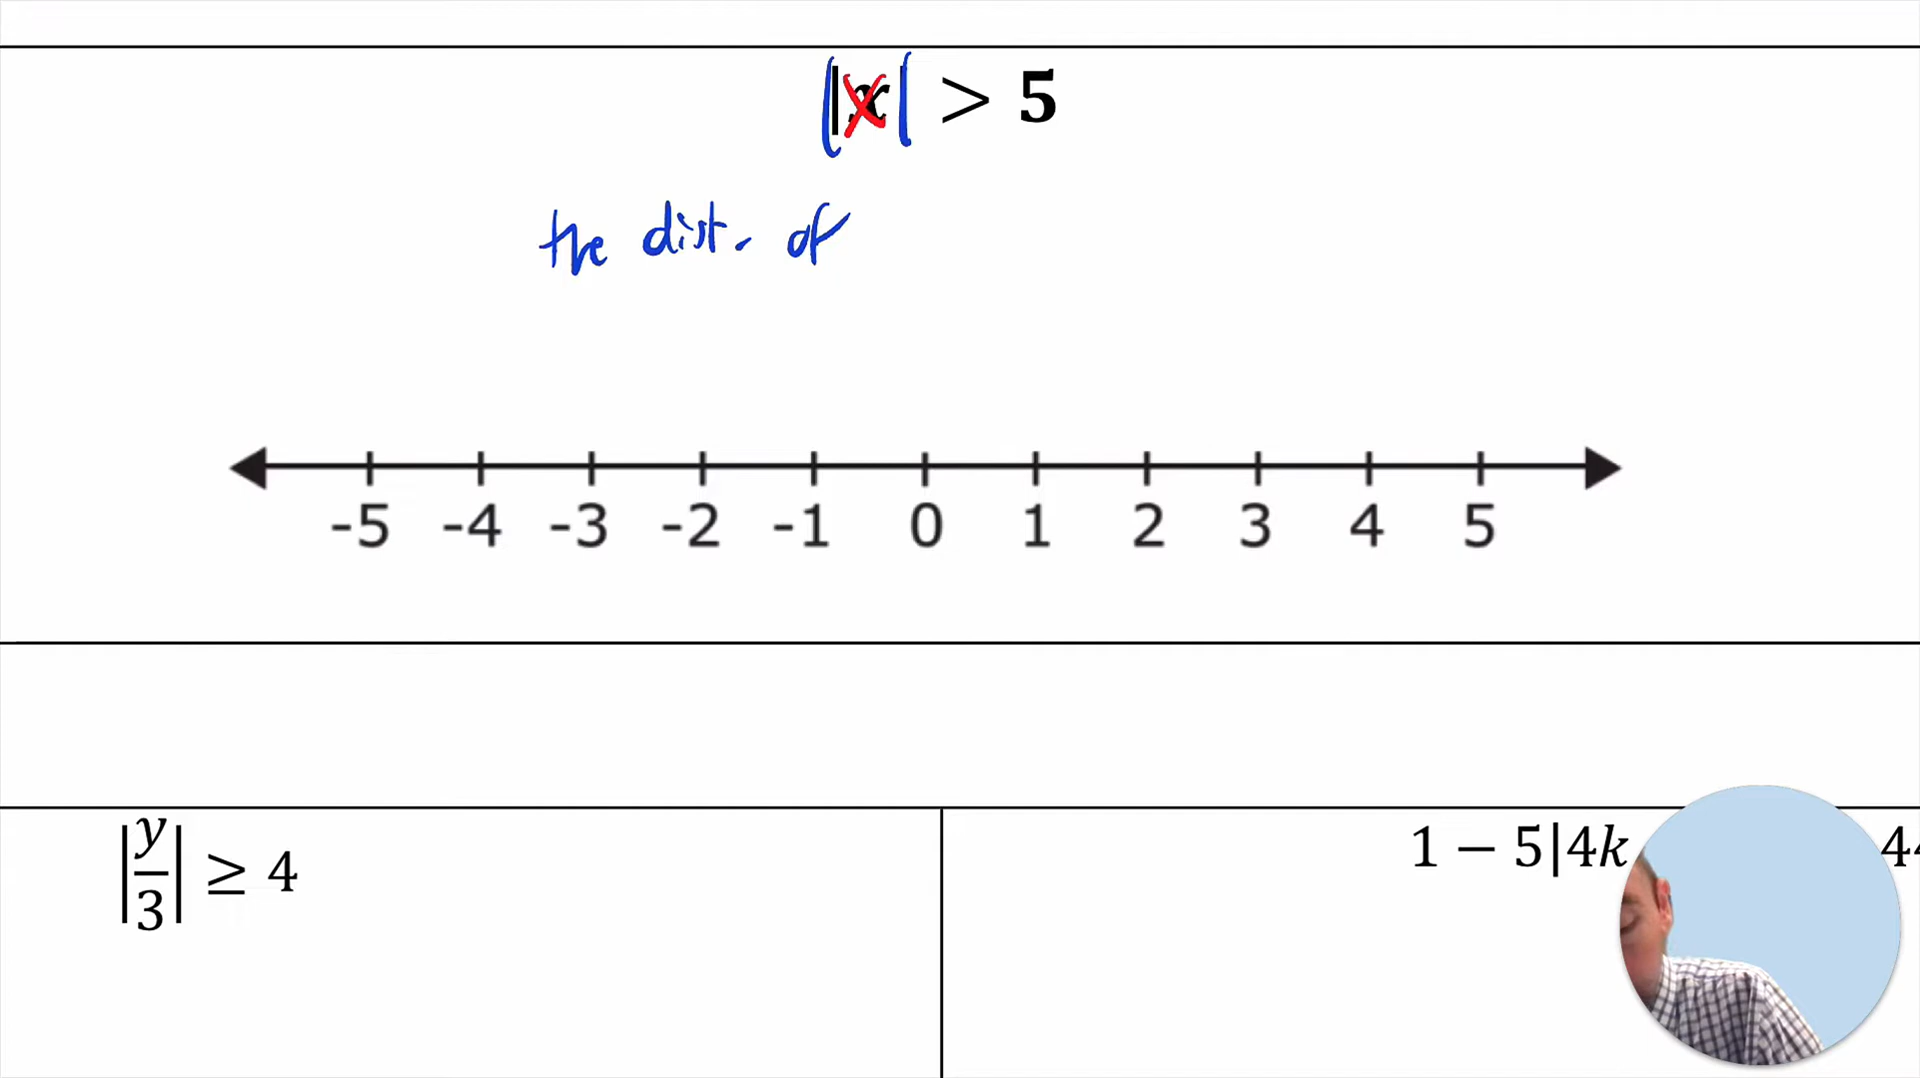 |x| > 5
the dist. of
-5 -4 -3 -2 -1 0 1 2 3 4 5
|y/3| ≥ 4
1 − 5|4k